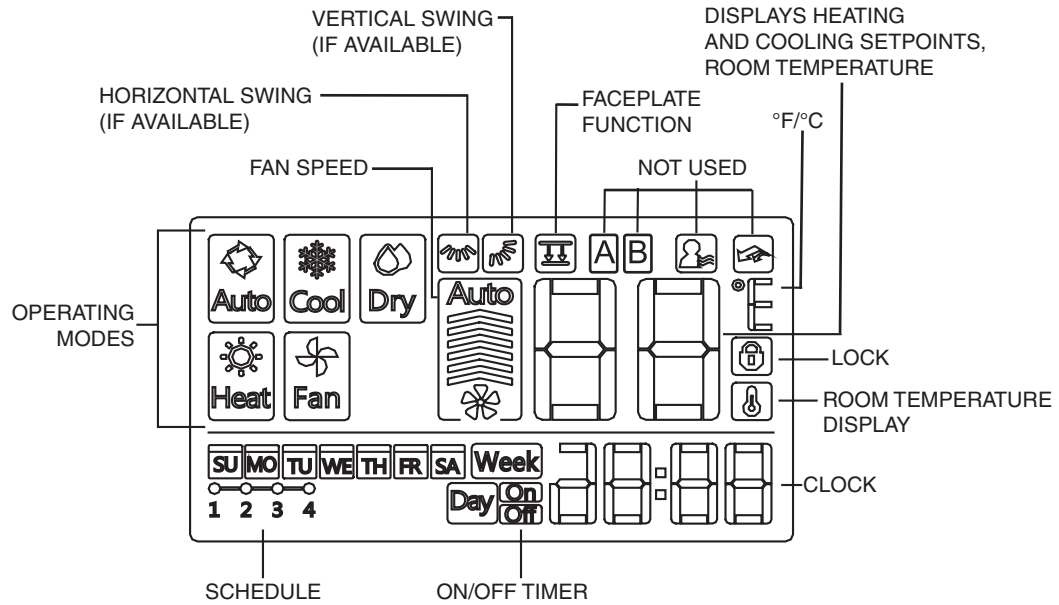 VERTICAL SWING
(IF AVAILABLE)
DISPLAYS HEATING
AND COOLING SETPOINTS,
ROOM TEMPERATURE
HORIZONTAL SWING
(IF AVAILABLE)
FACEPLATE
FUNCTION
°F/°C
FAN SPEED
NOT USED
A B
Auto Cool Dry
Auto
OPERATING
MODES
LOCK
Heat Fan
ROOM TEMPERATURE
DISPLAY
SU MO TU WE TH FR SA Week
Day On
Off
CLOCK
1 2 3 4
SCHEDULE
ON/OFF TIMER